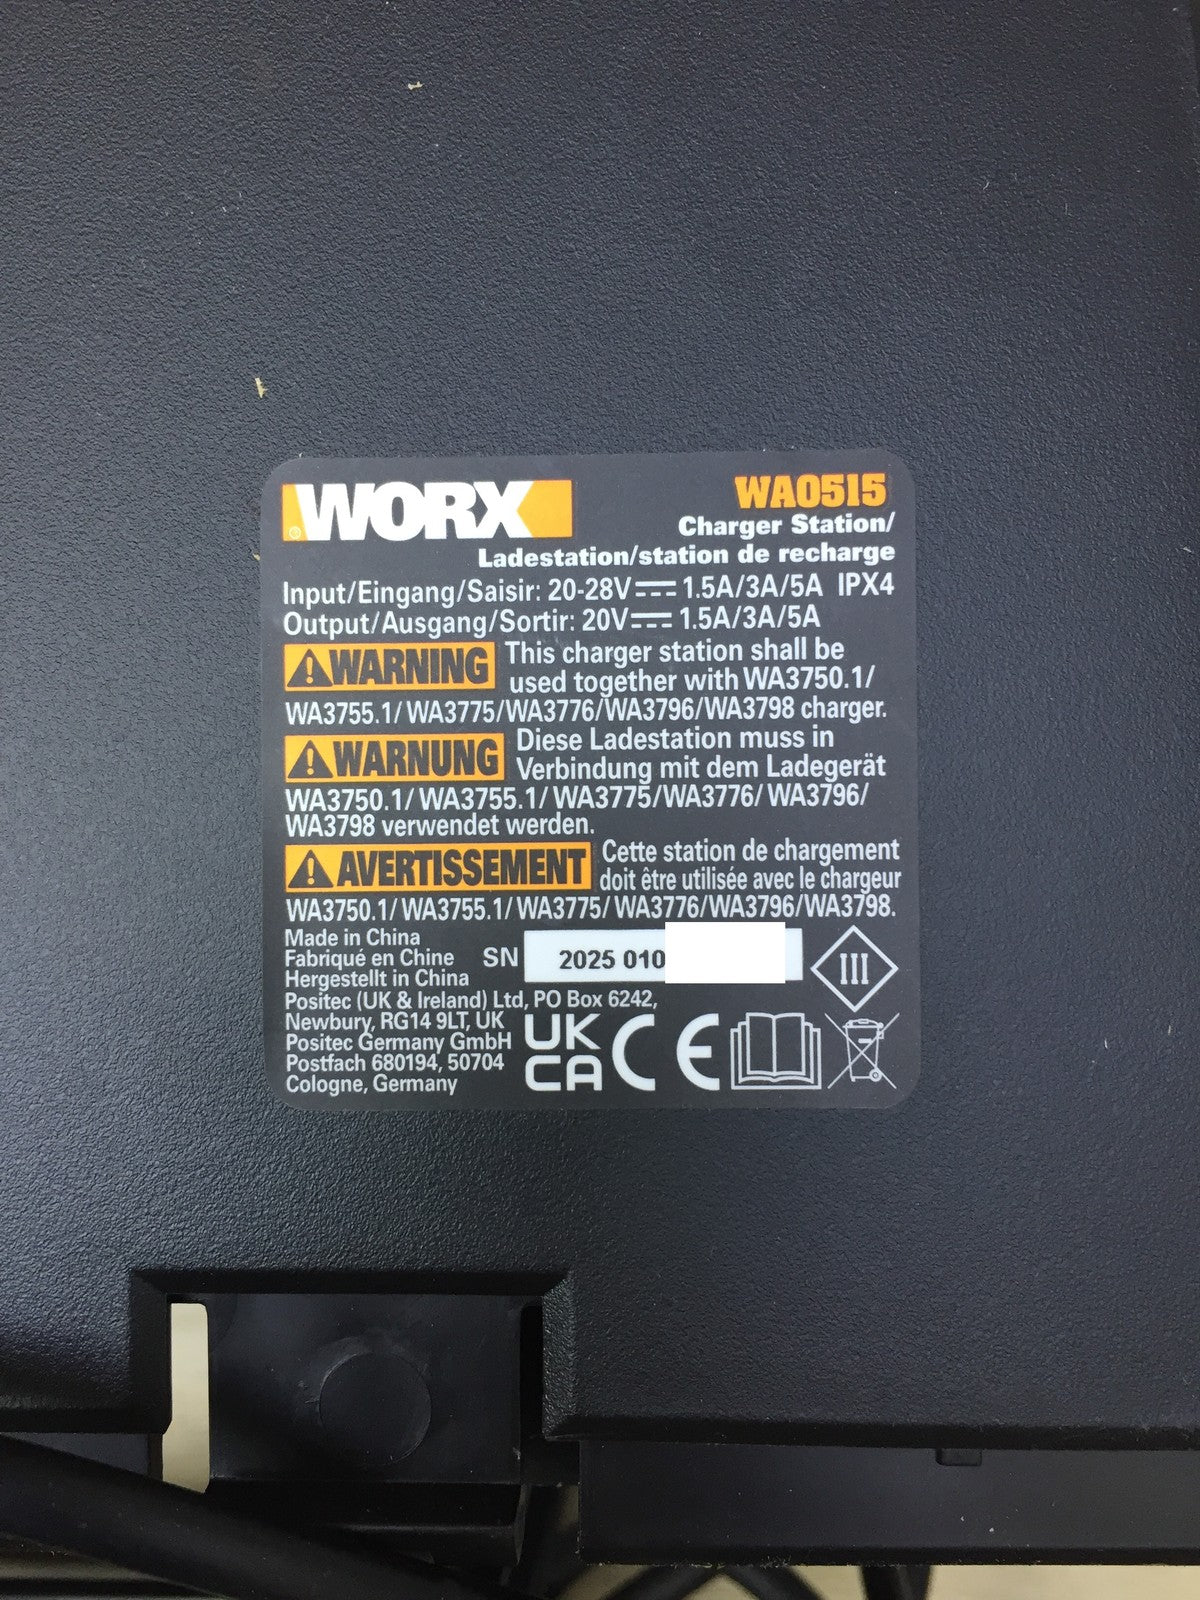 WORX ®
WA0515
Charger Station/
Ladestation/station de recharge
Input/Eingang/Saisir: 20-28V⎓1.5A/3A/5A IPX4
Output/Ausgang/Sortir: 20V⎓1.5A/3A/5A
⚠WARNING This charger station shall be
used together with WA3750.1/
WA3755.1/ WA3775/WA3776/WA3796/WA3798 charger.
⚠WARNUNG Diese Ladestation muss in
Verbindung mit dem Ladegerät
WA3750.1/ WA3755.1/ WA3775/WA3776/ WA3796/
WA3798 verwendet werden.
⚠AVERTISSEMENT Cette station de chargement
doit être utilisée avec le chargeur
WA3750.1/ WA3755.1/ WA3775/ WA3776/WA3796/WA3798.
Made in China
Fabriqué en Chine
Hergestellt in China
SN 2025 010
III
Positec (UK & Ireland) Ltd, PO Box 6242,
Newbury, RG14 9LT, UK
Positec Germany GmbH
Postfach 680194, 50704
Cologne, Germany
UK
CA
CE